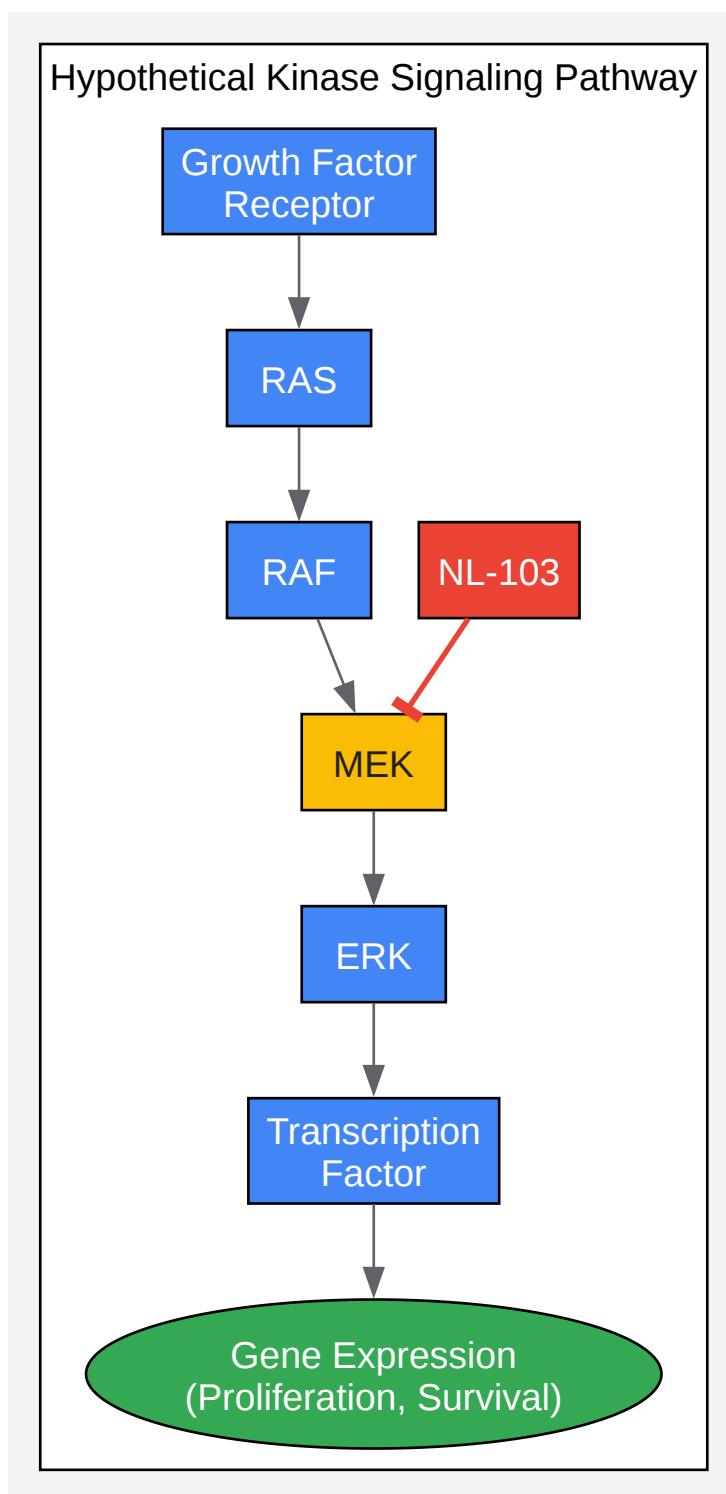 Hypothetical Kinase Signaling Pathway
Growth Factor
Receptor
RAS
RAF
NL-103
MEK
ERK
Transcription
Factor
Gene Expression
(Proliferation, Survival)